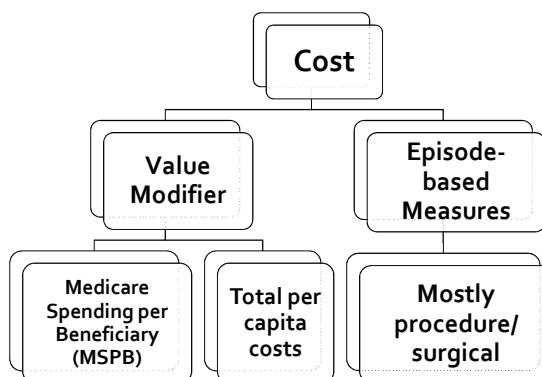 Cost
Value
Modifier
Episode-
based
Measures
Medicare
Spending per
Beneficiary
(MSPB)
Total per
capita
costs
Mostly
procedure/
surgical